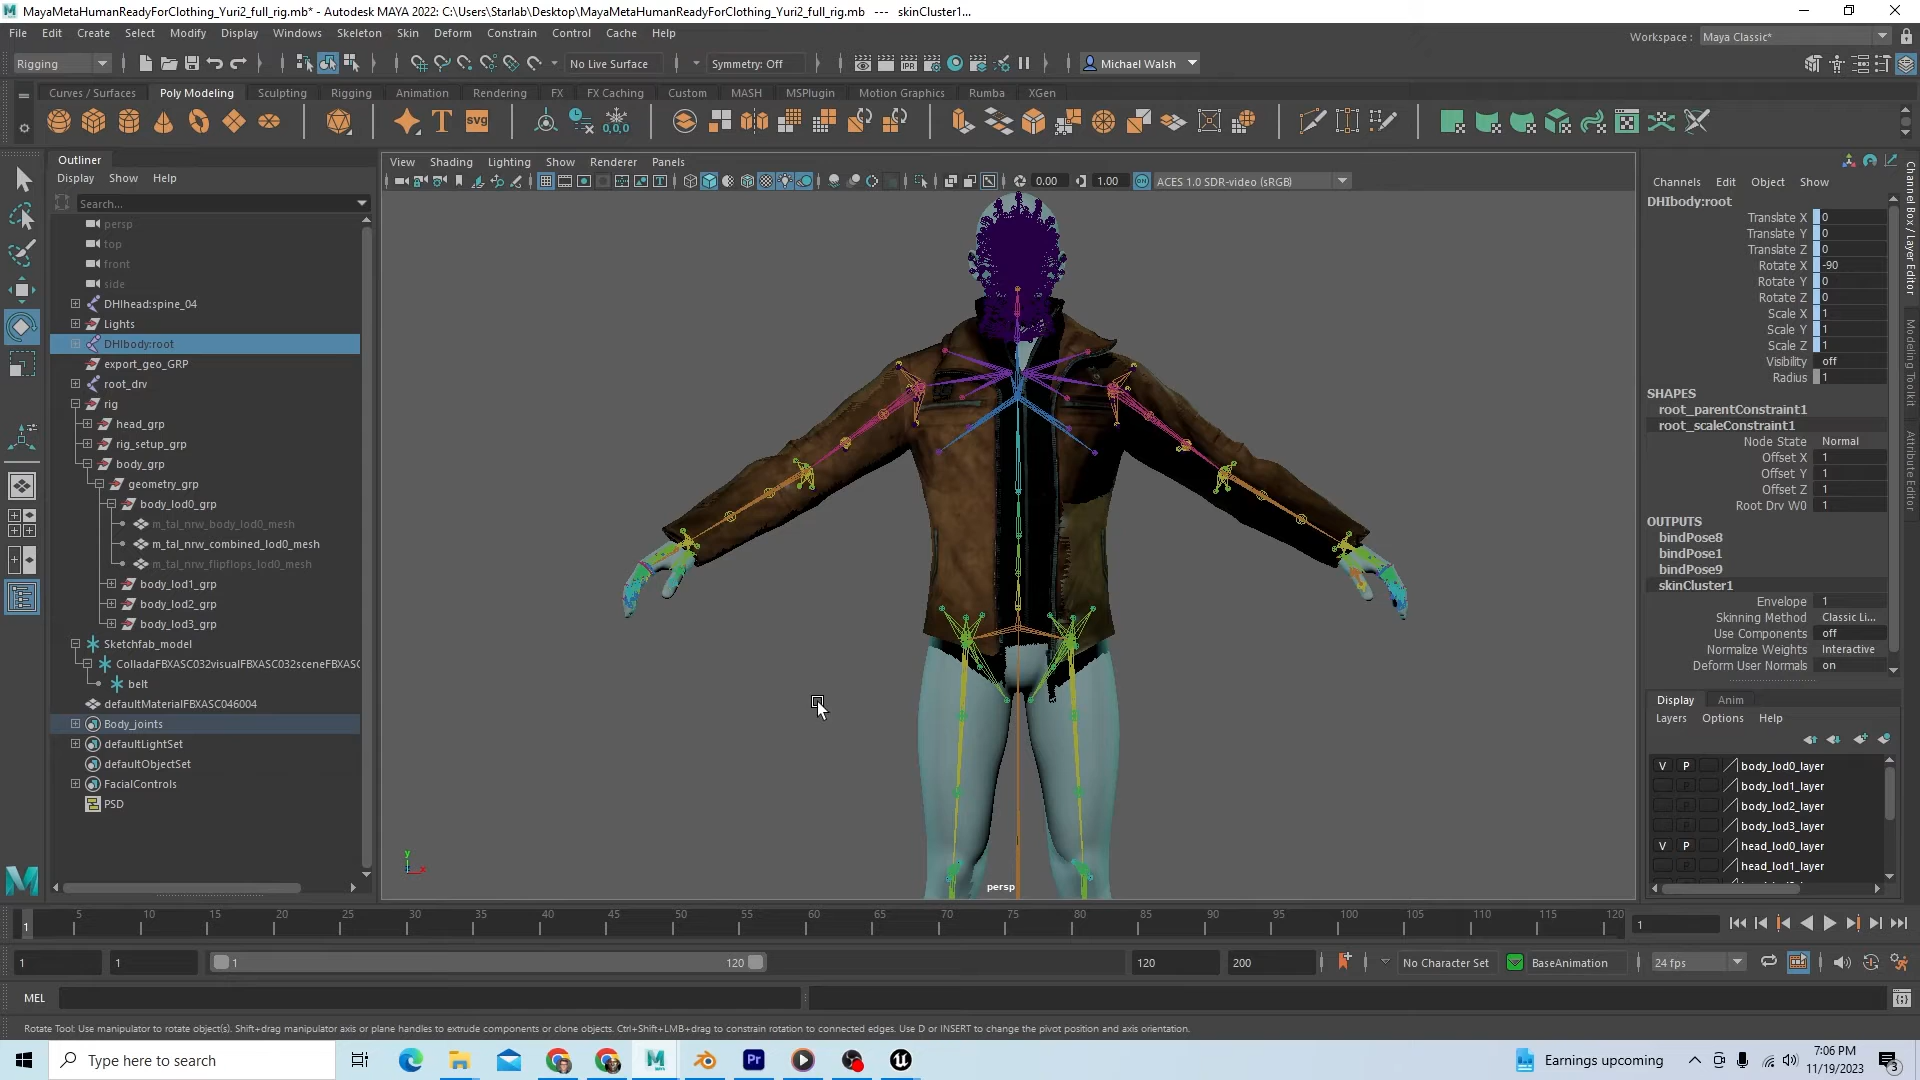 MayaMetaHumanReadyForClothing_Yuri2_full_rig.mb* - Autodesk MAYA 2022: C:\Users\Starlab\Desktop\MayaMetaHumanReadyForClothing_Yuri2_full_rig.mb --- skinCluster1...
File Edit Create Select Modify Display Windows Skeleton Skin Deform Constrain Control Cache Help
Workspace : Maya Classic*
Rigging No Live Surface Symmetry: Off Michael Walsh
Curves / Surfaces Poly Modeling Sculpting Rigging Animation Rendering FX FX Caching Custom MASH MSPlugin Motion Graphics Rumba XGen
T svg 0,0,0
Outliner
Display Show Help
Search...
persp
top
front
side
DHIhead:spine_04
Lights
DHIbody:root
export_geo_GRP
root_drv
rig
head_grp
rig_setup_grp
body_grp
geometry_grp
body_lod0_grp
m_tal_nrw_body_lod0_mesh
m_tal_nrw_combined_lod0_mesh
m_tal_nrw_flipflops_lod0_mesh
body_lod1_grp
body_lod2_grp
body_lod3_grp
Sketchfab_model
ColladaFBXASC032visualFBXASC032sceneFBXASC
belt
defaultMaterialFBXASC046004
Body_joints
defaultLightSet
defaultObjectSet
FacialControls
PSD
View Shading Lighting Show Renderer Panels
0.00 1.00 ACES 1.0 SDR-video (sRGB)
y
x
persp
Channels Edit Object Show
DHIbody:root
Translate X 0
Translate Y 0
Translate Z 0
Rotate X -90
Rotate Y 0
Rotate Z 0
Scale X 1
Scale Y 1
Scale Z 1
Visibility off
Radius 1
SHAPES
root_parentConstraint1
root_scaleConstraint1
Node State Normal
Offset X 1
Offset Y 1
Offset Z 1
Root Drv W0 1
OUTPUTS
bindPose8
bindPose1
bindPose9
skinCluster1
Envelope 1
Skinning Method Classic Li...
Use Components off
Normalize Weights Interactive
Deform User Normals on
Display Anim
Layers Options Help
V P body_lod0_layer
P body_lod1_layer
P body_lod2_layer
P body_lod3_layer
V P head_lod0_layer
P head_lod1_layer
Channel Box / Layer Editor
Modeling Toolkit
Attribute Editor
1 5 10 15 20 25 30 35 40 45 50 55 60 65 70 75 80 85 90 95 100 105 110 115 120 1
1 1 1 120 120 200 No Character Set BaseAnimation 24 fps
MEL
Rotate Tool: Use manipulator to rotate object(s). Shift+drag manipulator axis or plane handles to extrude components or clone objects. Ctrl+Shift+LMB+drag to constrain rotation to connected edges. Use D or INSERT to change the pivot position and axis orientation.
Type here to search
Earnings upcoming
7:06 PM
11/19/2023
3